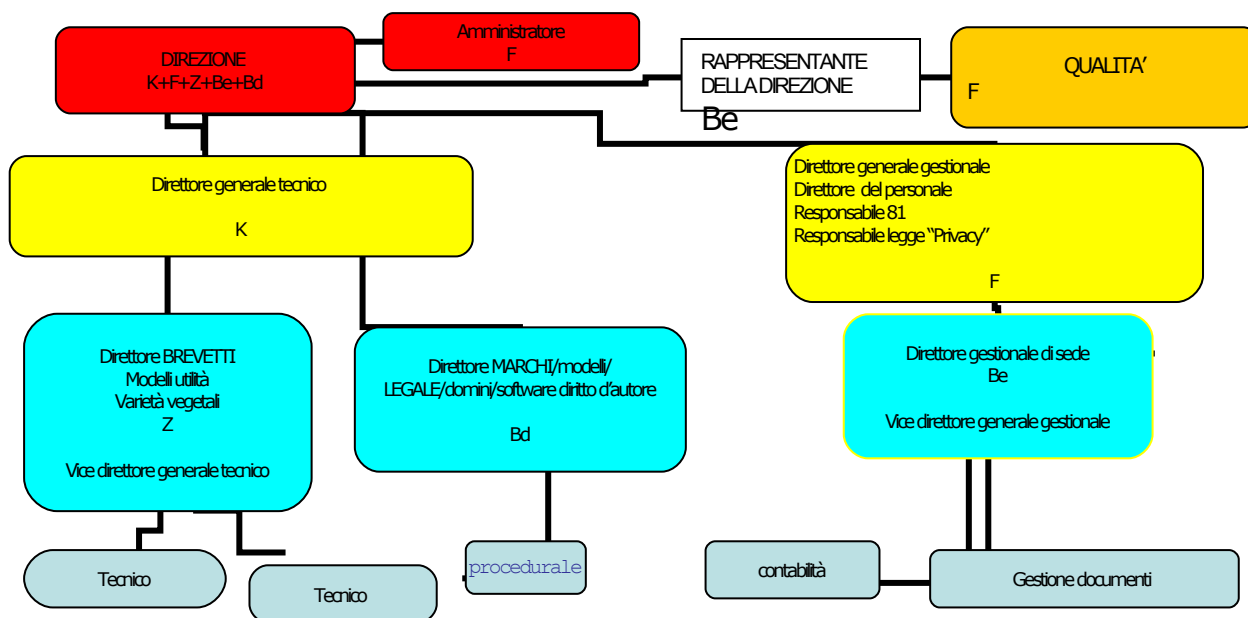 DIREZIONE
K+F+Z+Be+Bd
Amministratore
F
RAPPRESENTANTE
DELLA DIREZIONE
Be
QUALITA’
F
Direttore generale tecnico
K
Direttore generale gestionale
Direttore del personale
Responsabile 81
Responsabile legge “Privacy”
F
Direttore BREVETTI
Modelli utilità
Varietà vegetali
Z
Vice direttore generale tecnico
Direttore MARCHI/modelli/
LEGALE/domini/software diritto d’autore
Bd
Direttore gestionale di sede
Be
Vice direttore generale gestionale
Tecnico
Tecnico
procedurale
contabilità
Gestione documenti